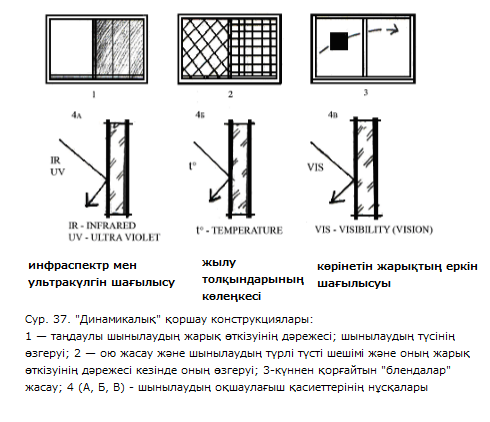 1
2
3
4А
4Б
4В
IR
UV
t°
VIS
IR - INFRARED
UV - ULTRA VIOLET
t° - TEMPERATURE
VIS - VISIBILITY (VISION)
инфраспектр мен
ультракүлгін шағылысу
жылу
толқындарының
көлеңкесі
көрінетін жарықтың еркін
шағылысуы
Сур. 37. "Динамикалық" қоршау конструкциялары:
1 — таңдаулы шынылаудың жарық өткізуінің дәрежесі; шынылаудың түсінің
өзгеруі; 2 — ою жасау және шынылаудың түрлі түсті шешімі және оның жарық
өткізуінің дәрежесі кезінде оның өзгеруі; 3-күннен қорғайтын "блендалар"
жасау; 4 (А, Б, В) - шынылаудың оқшаулағыш қасиеттерінің нұсқалары